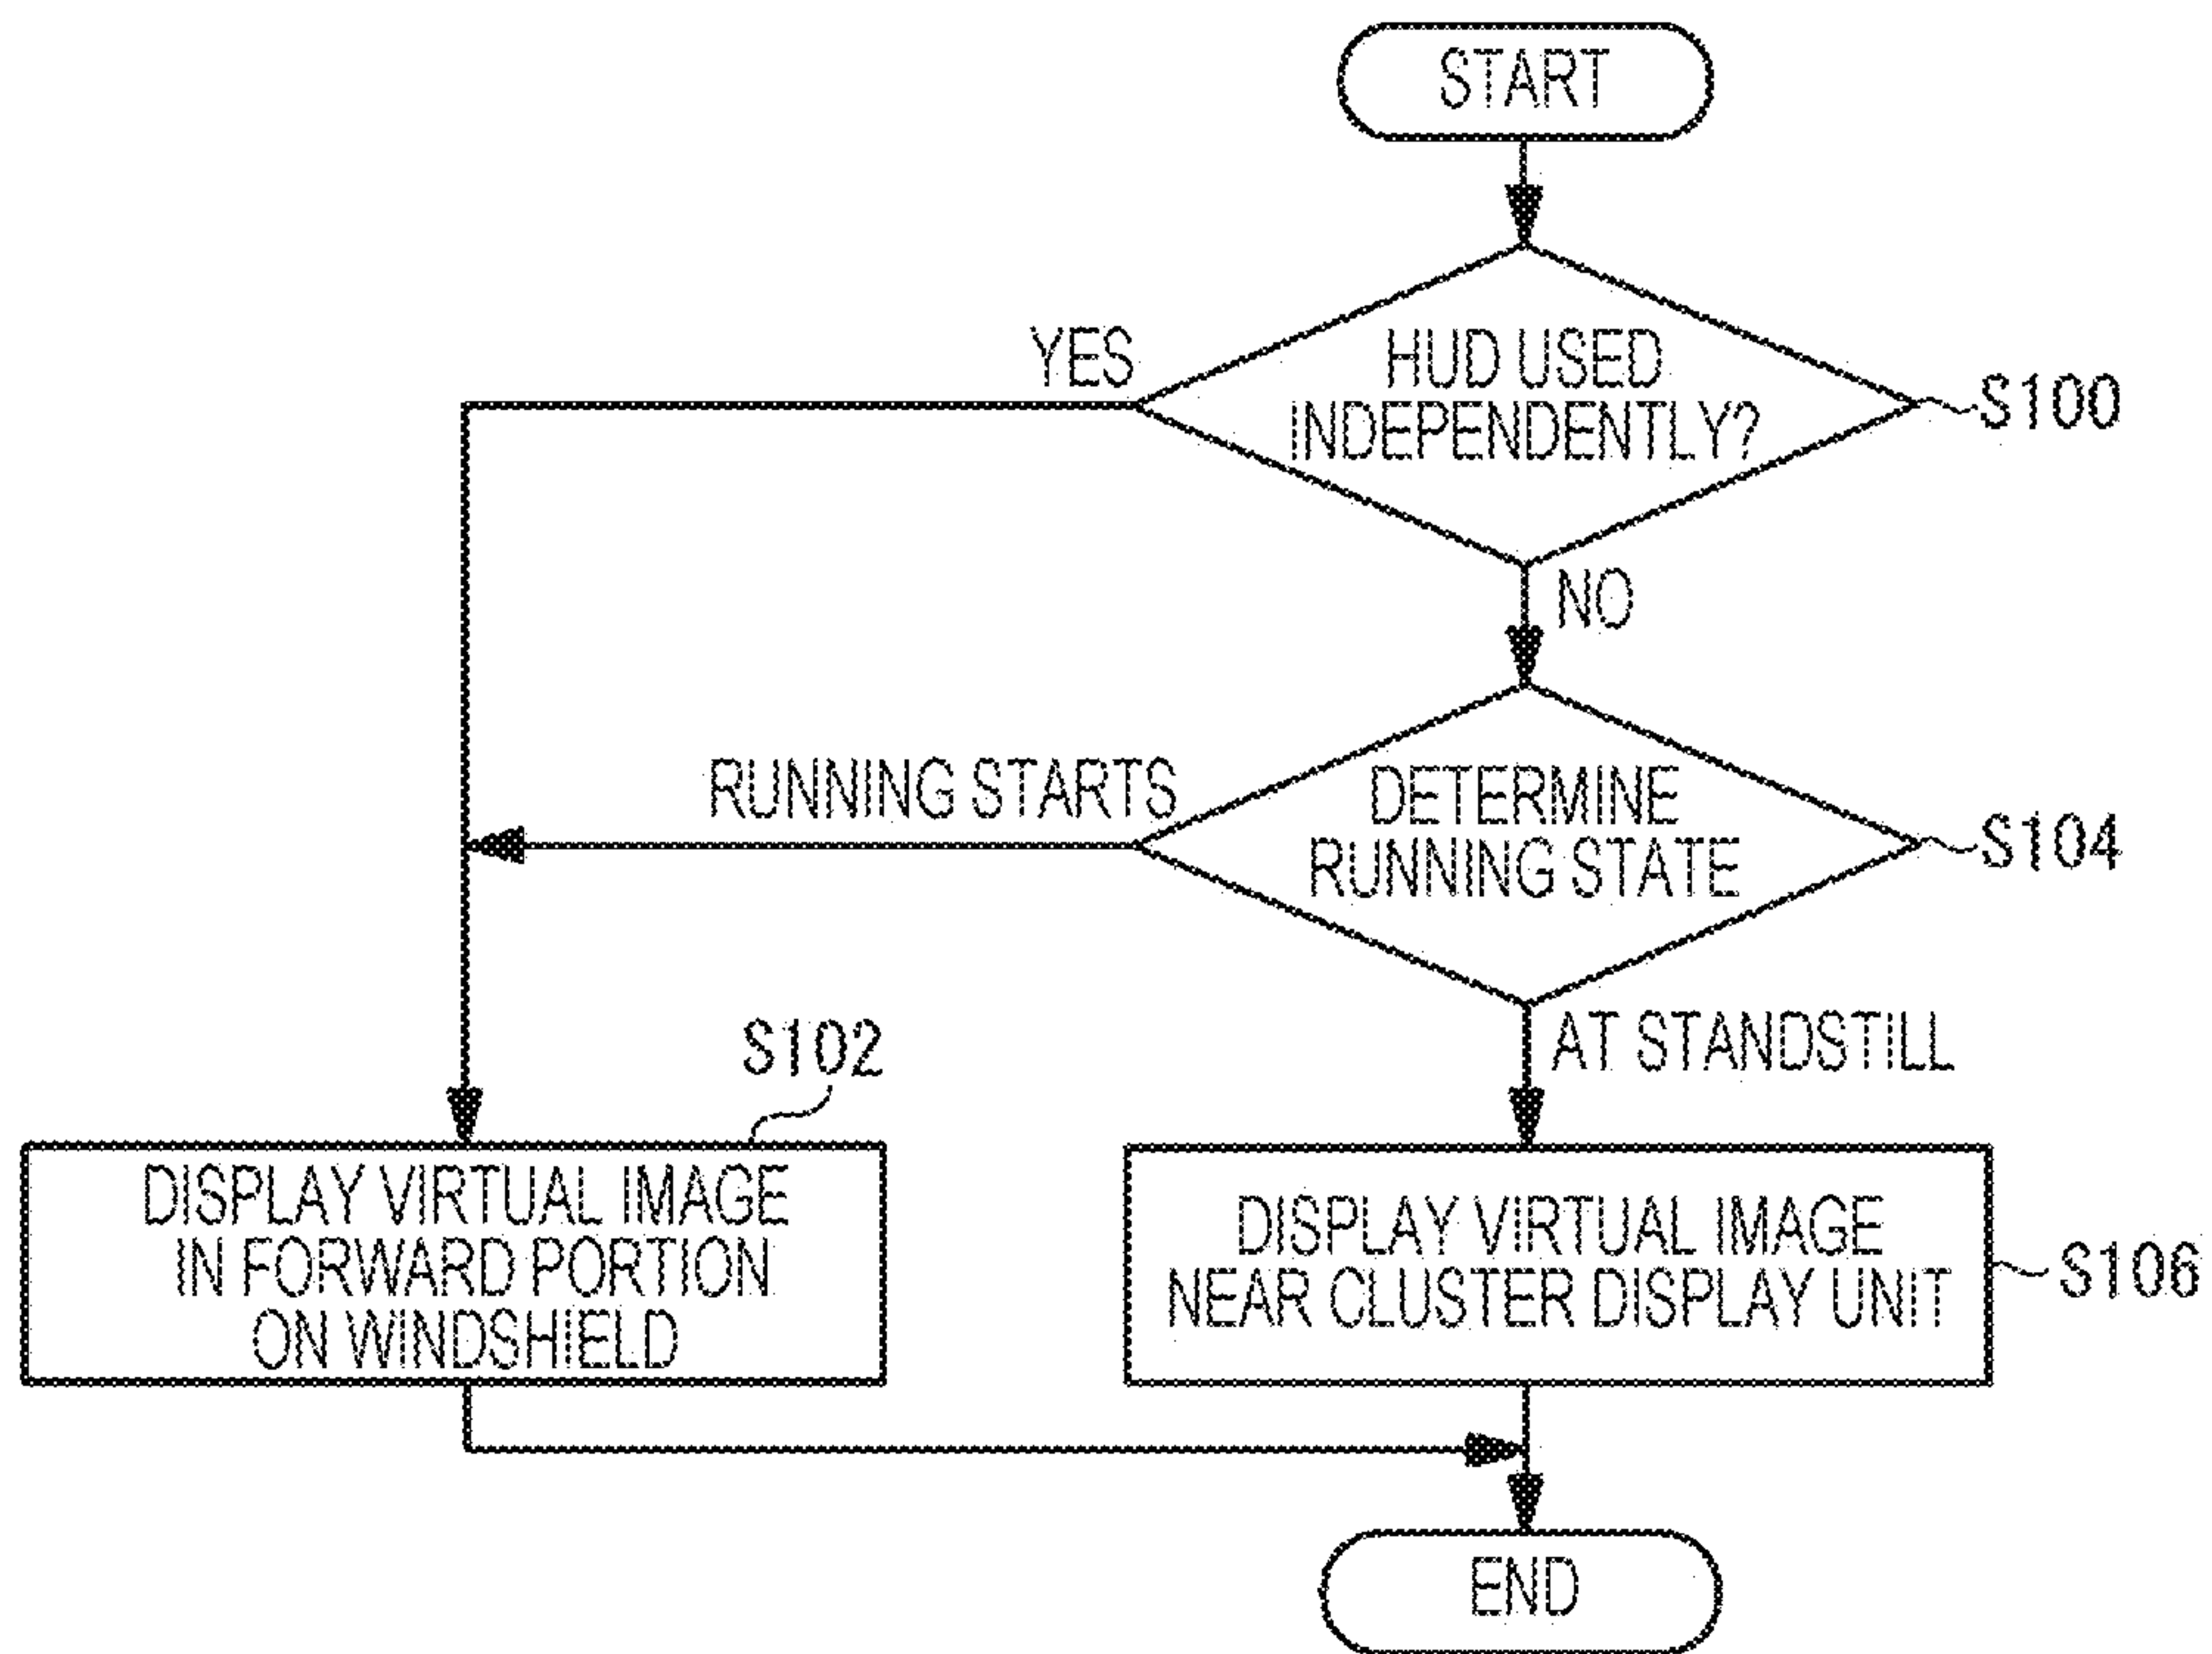 START
YES
HUD USED
INDEPENDENTLY?
S100
NO
RUNNING STARTS
DETERMINE
RUNNING STATE
S104
AT STANDSTILL
S102
DISPLAY VIRTUAL IMAGE
IN FORWARD PORTION
ON WINDSHIELD
DISPLAY VIRTUAL IMAGE
NEAR CLUSTER DISPLAY UNIT
S106
END